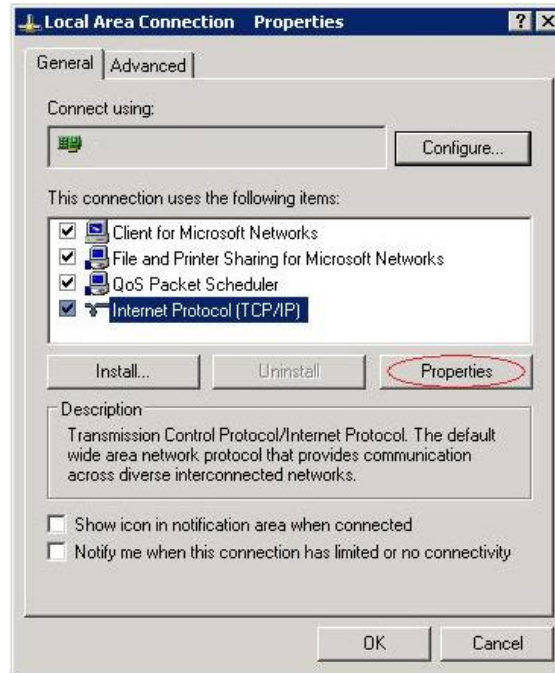 Local Area Connection Properties
General
Advanced
Connect using:
Configure...
This connection uses the following items:
Client for Microsoft Networks
File and Printer Sharing for Microsoft Networks
QoS Packet Scheduler
Internet Protocol (TCP/IP)
Install...
Uninstall
Properties
Description
Transmission Control Protocol/Internet Protocol. The default
wide area network protocol that provides communication
across diverse interconnected networks.
Show icon in notification area when connected
Notify me when this connection has limited or no connectivity
OK
Cancel